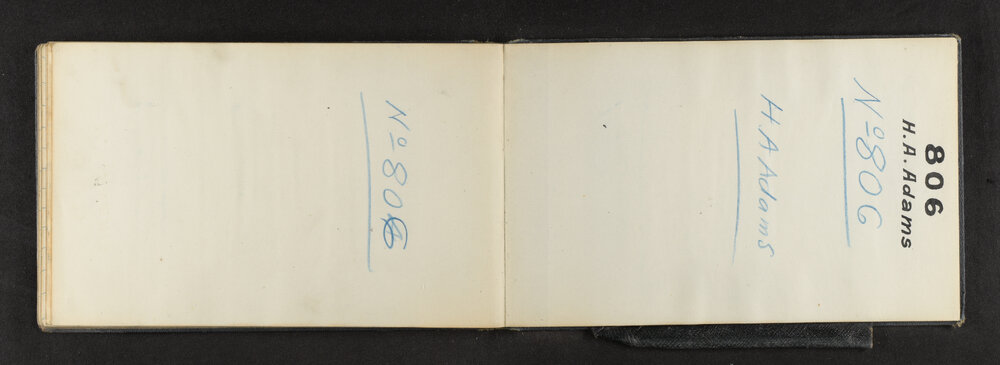 806
H. A. Adams
Nº 806
H. A Adams
Nº 806